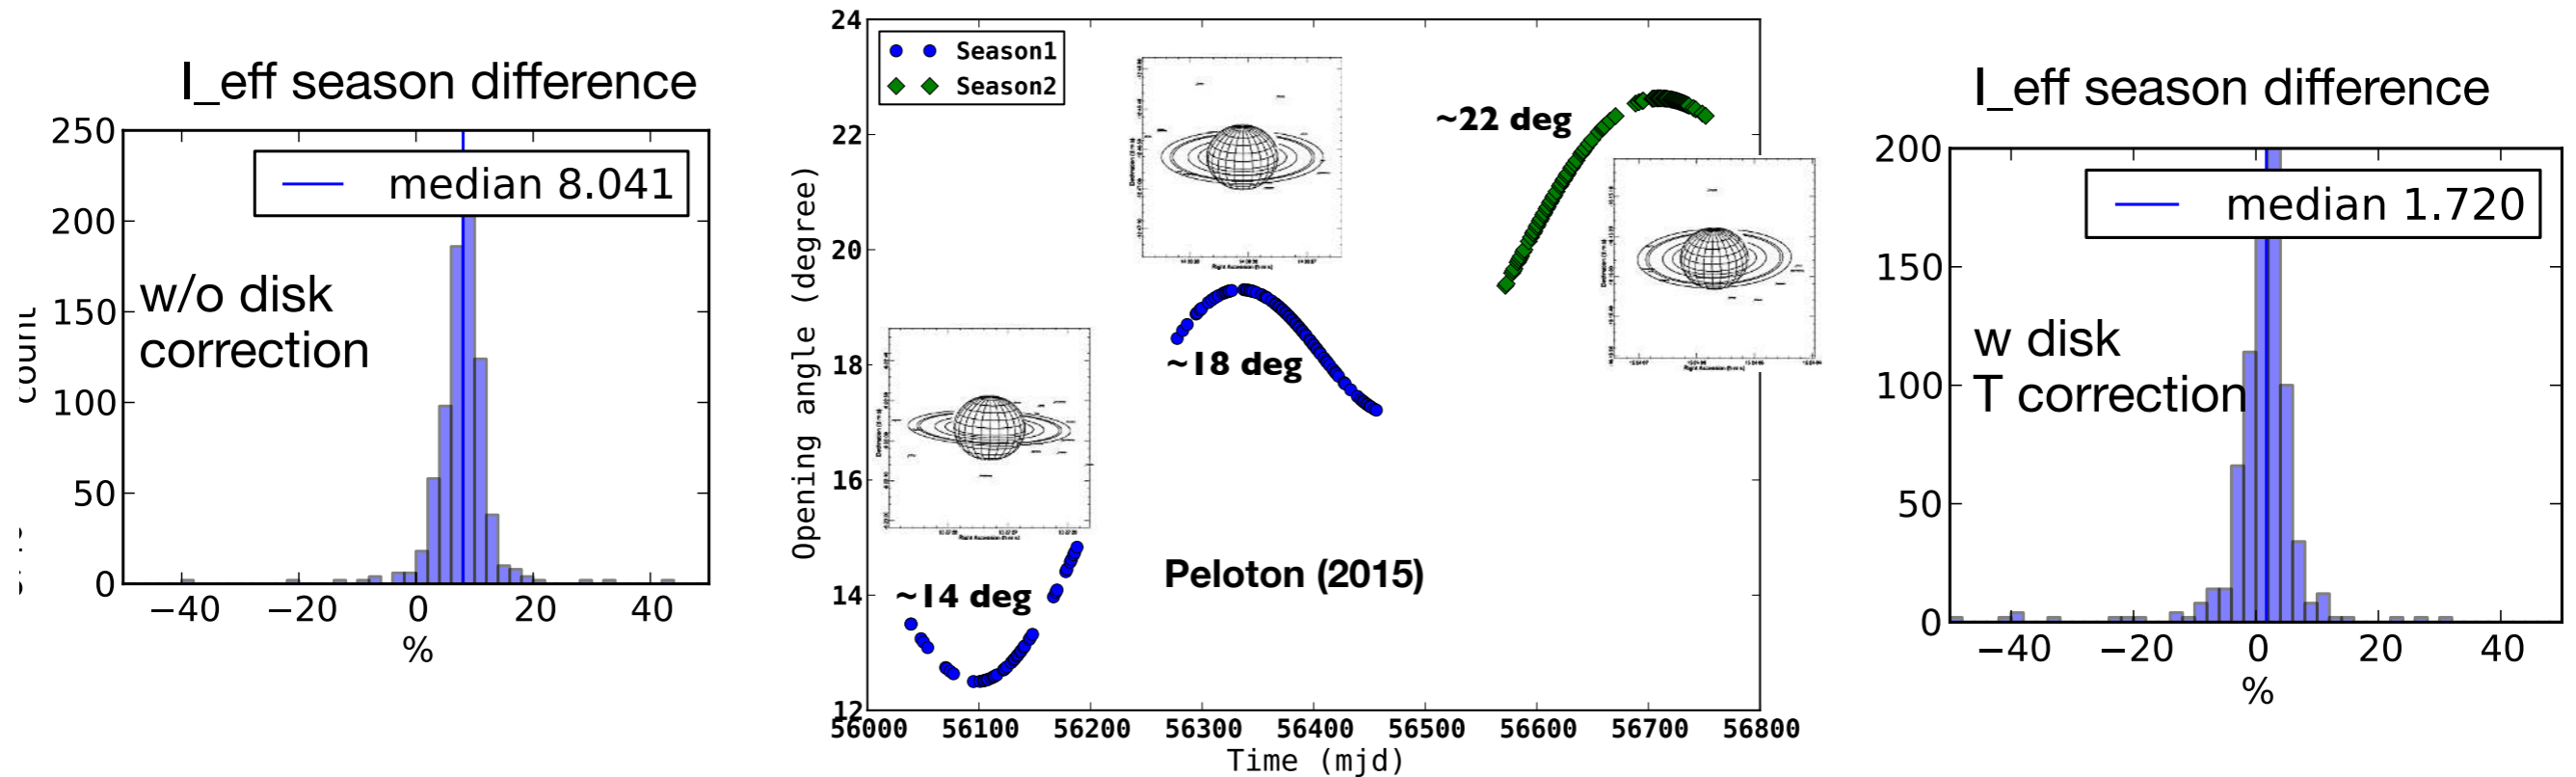 I_eff season difference
250
200
150
100
50
0
count
median 8.041
w/o disk
correction
−40
−20
0
20
40
%
24
22
20
18
16
14
12
Opening angle (degree)
Season1
Season2
~22 deg
~18 deg
~14 deg
Peloton (2015)
56000
56100
56200
56300
56400
56500
56600
56700
56800
Time (mjd)
I_eff season difference
200
150
100
50
0
median 1.720
w disk
T correction
−40
−20
0
20
40
%